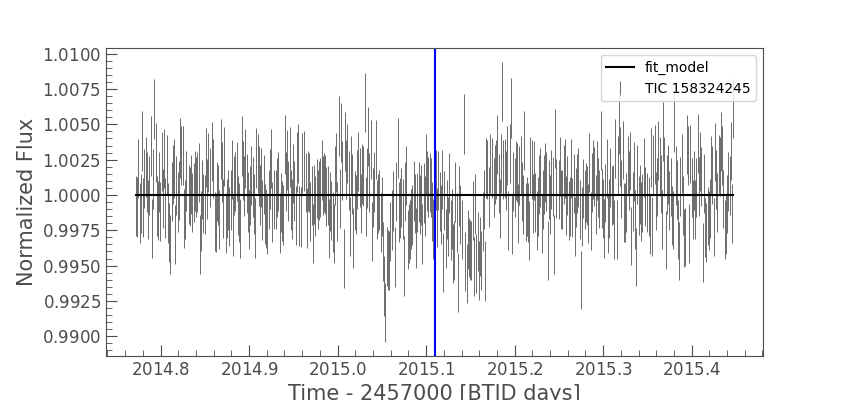 1.0100
1.0075
1.0050
1.0025
1.0000
0.9975
0.9950
0.9925
0.9900
Normalized Flux
fit_model
TIC 158324245
2014.8 2014.9 2015.0 2015.1 2015.2 2015.3 2015.4
Time - 2457000 [BTJD days]